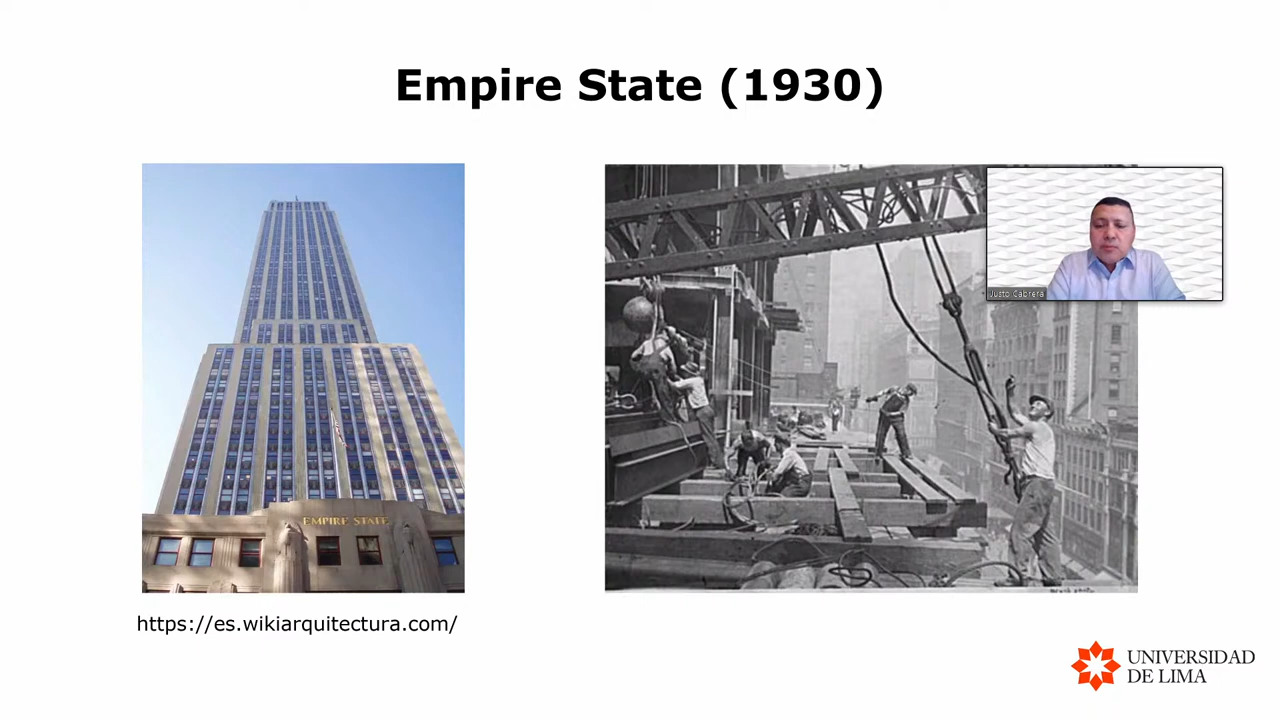 Empire State (1930)
Justo Cabrera
EMPIRE STATE
https://es.wikiarquitectura.com/
UNIVERSIDAD
DE LIMA